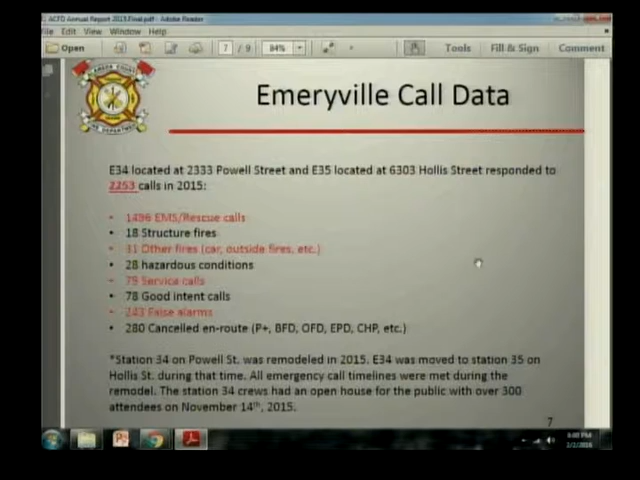 ACFD Annual Report 2015.Final.pdf - Adobe Reader
File Edit View Window Help
Open 7 / 9 84% Tools Fill & Sign Comment
Emeryville Call Data
E34 located at 2333 Powell Street and E35 located at 6303 Hollis Street responded to
2253 calls in 2015:
• 1496 EMS/Rescue calls
• 18 Structure fires
• 31 Other fires (car, outside fires, etc.)
• 28 hazardous conditions
• 79 Service calls
• 78 Good intent calls
• 243 False alarms
• 280 Cancelled en-route (P+, BFD, OFD, EPD, CHP, etc.)
*Station 34 on Powell St. was remodeled in 2015. E34 was moved to station 35 on
Hollis St. during that time. All emergency call timelines were met during the
remodel. The station 34 crews had an open house for the public with over 300
attendees on November 14th, 2015.
7